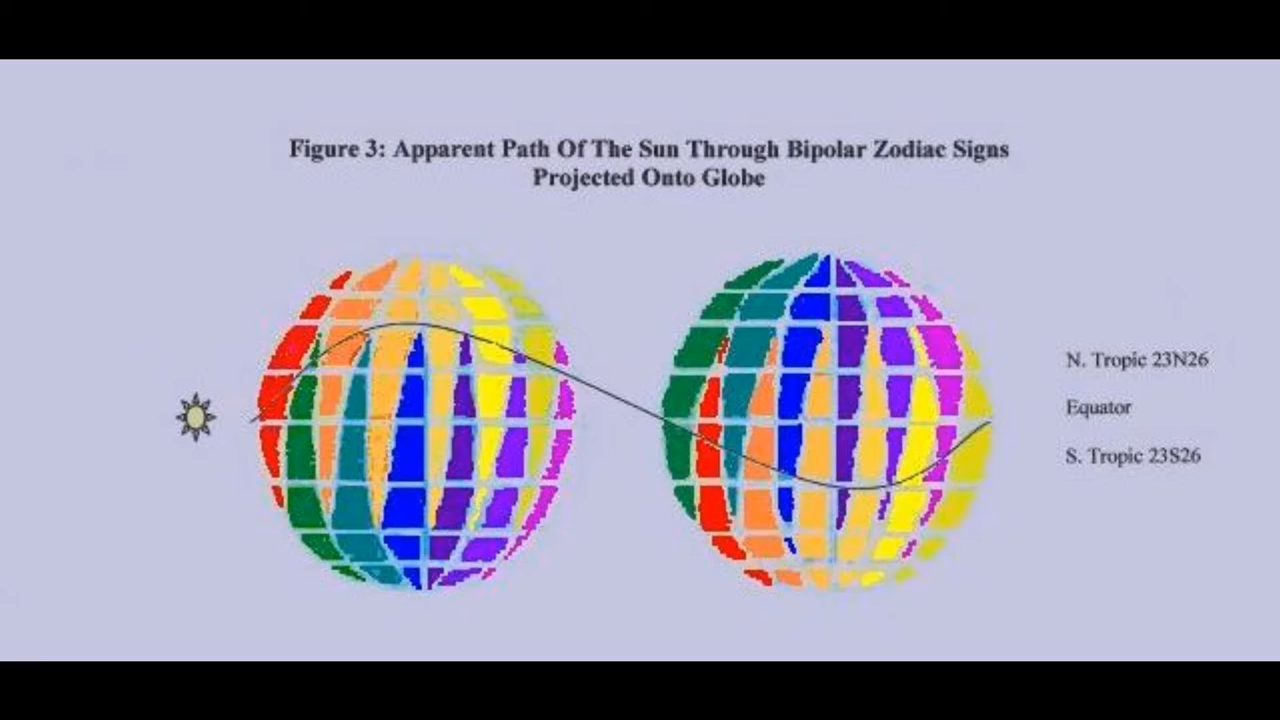 Figure 3: Apparent Path Of The Sun Through Bipolar Zodiac Signs
Projected Onto Globe
N. Tropic 23N26
Equator
S. Tropic 23S26